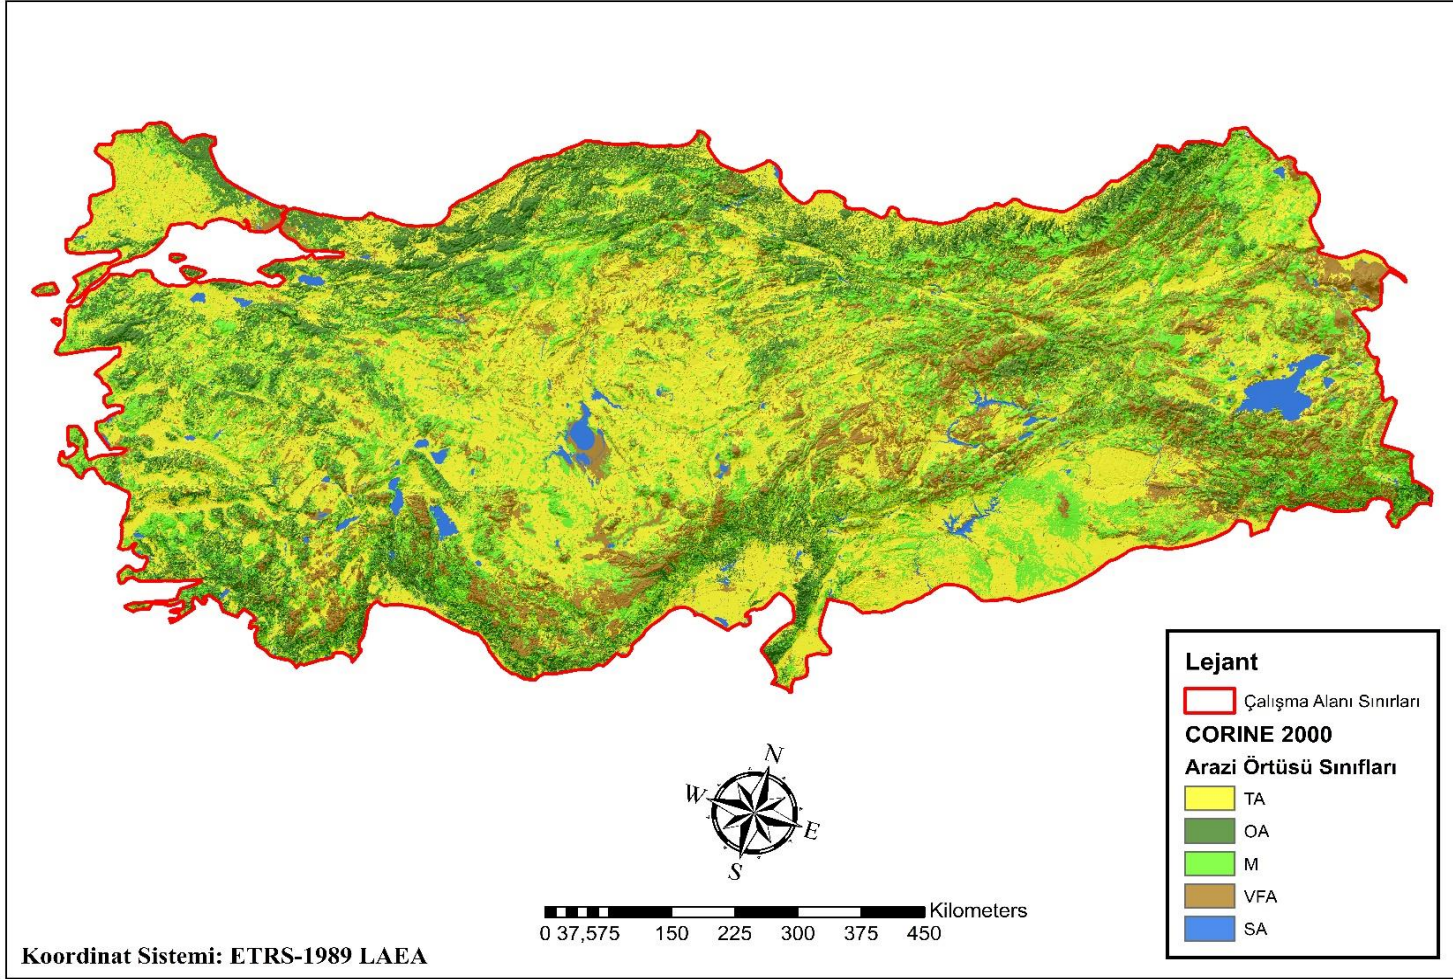 Lejant
Çalışma Alanı Sınırları
CORINE 2000
Arazi Örtüsü Sınıfları
TA
OA
M
VFA
SA
N
W
E
S
Kilometers
0 37,575 150 225 300 375 450
Koordinat Sistemi: ETRS-1989 LAEA